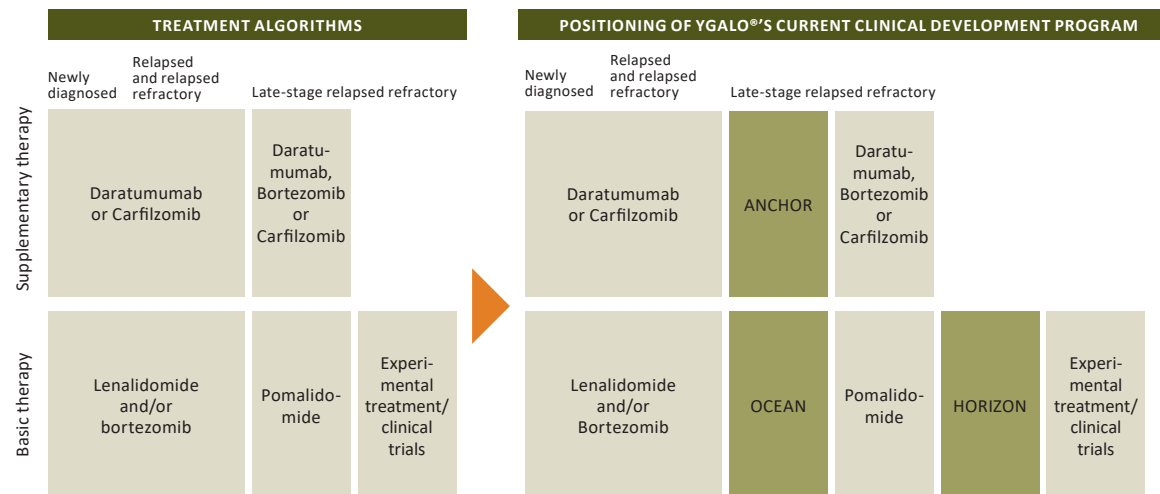 TREATMENT ALGORITHMS
Newly
diagnosed
Relapsed
and relapsed
refractory
Late-stage relapsed refractory
Supplementary therapy
Daratumumab
or Carfilzomib
Daratu-
mumab,
Bortezomib
or
Carfilzomib
Basic therapy
Lenalidomide
and/or
bortezomib
Pomalido-
mide
Experi-
mental
treatment/
clinical
trials
POSITIONING OF YGALO®'S CURRENT CLINICAL DEVELOPMENT PROGRAM
Newly
diagnosed
Relapsed
and relapsed
refractory
Late-stage relapsed refractory
Daratumumab
or Carfilzomib
ANCHOR
Daratu-
mumab,
Bortezomib
or
Carfilzomib
Lenalidomide
and/or
Bortezomib
OCEAN
Pomalido-
mide
HORIZON
Experi-
mental
treatment/
clinical
trials